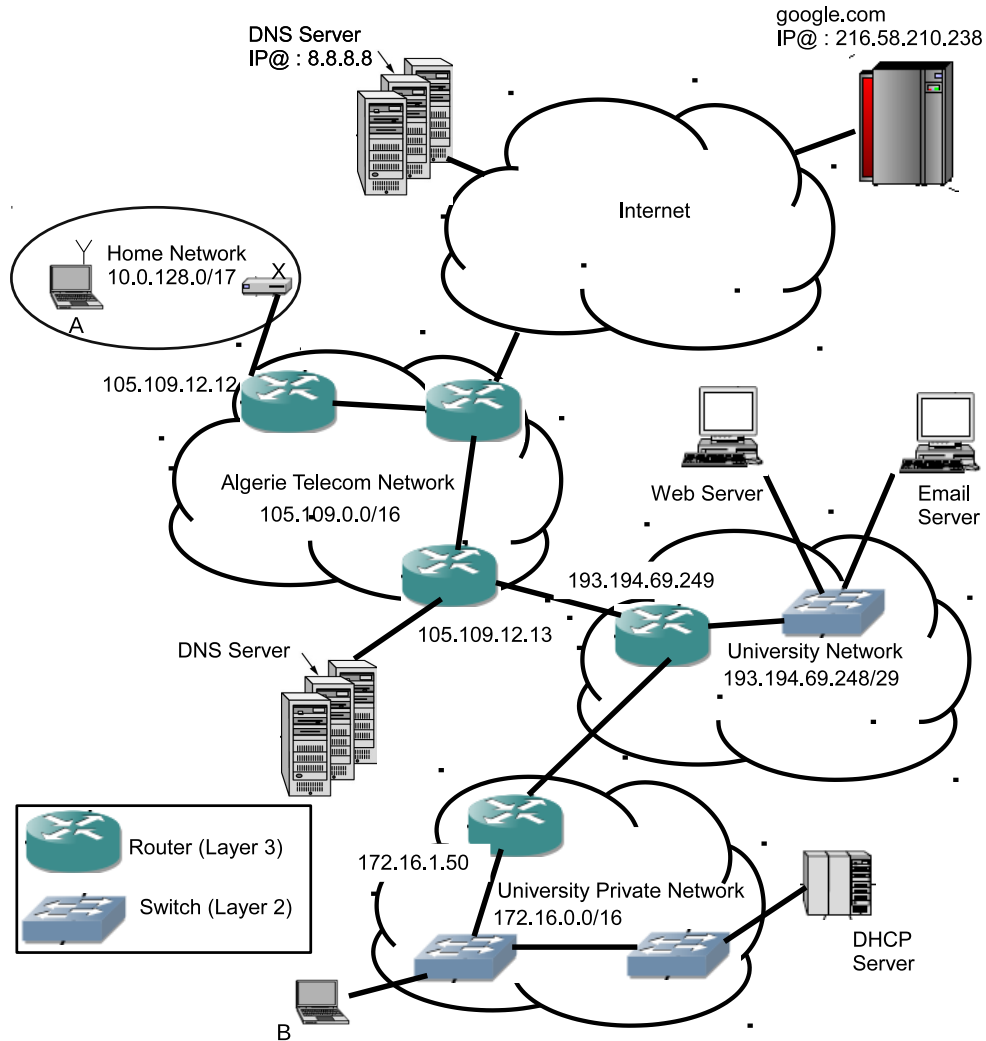 DNS Server
IP@ : 8.8.8.8
google.com
IP@ : 216.58.210.238
Internet
Home Network
10.0.128.0/17
X
A
105.109.12.12
Algerie Telecom Network
105.109.0.0/16
Web Server
Email
Server
193.194.69.249
105.109.12.13
DNS Server
University Network
193.194.69.248/29
Router (Layer 3)
Switch (Layer 2)
172.16.1.50
University Private Network
172.16.0.0/16
DHCP
Server
B